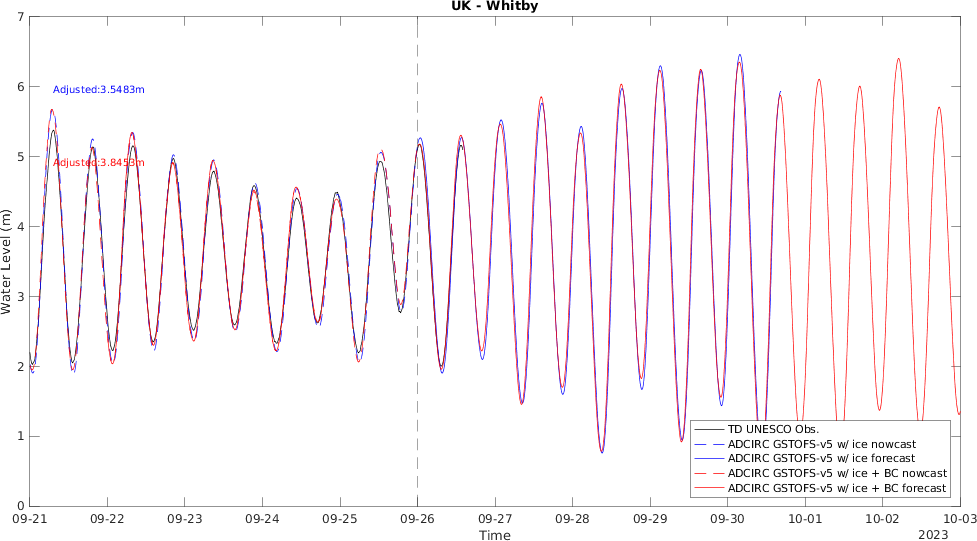 UK - Whitby
7
6
5
4
3
2
1
0
Water Level (m)
Adjusted:3.5483m
Adjusted:3.8453m
TD UNESCO Obs.
ADCIRC GSTOFS-v5 w/ ice nowcast
ADCIRC GSTOFS-v5 w/ ice forecast
ADCIRC GSTOFS-v5 w/ ice + BC nowcast
ADCIRC GSTOFS-v5 w/ ice + BC forecast
09-21 09-22 09-23 09-24 09-25 09-26 09-27 09-28 09-29 09-30 10-01 10-02 10-03
Time
2023